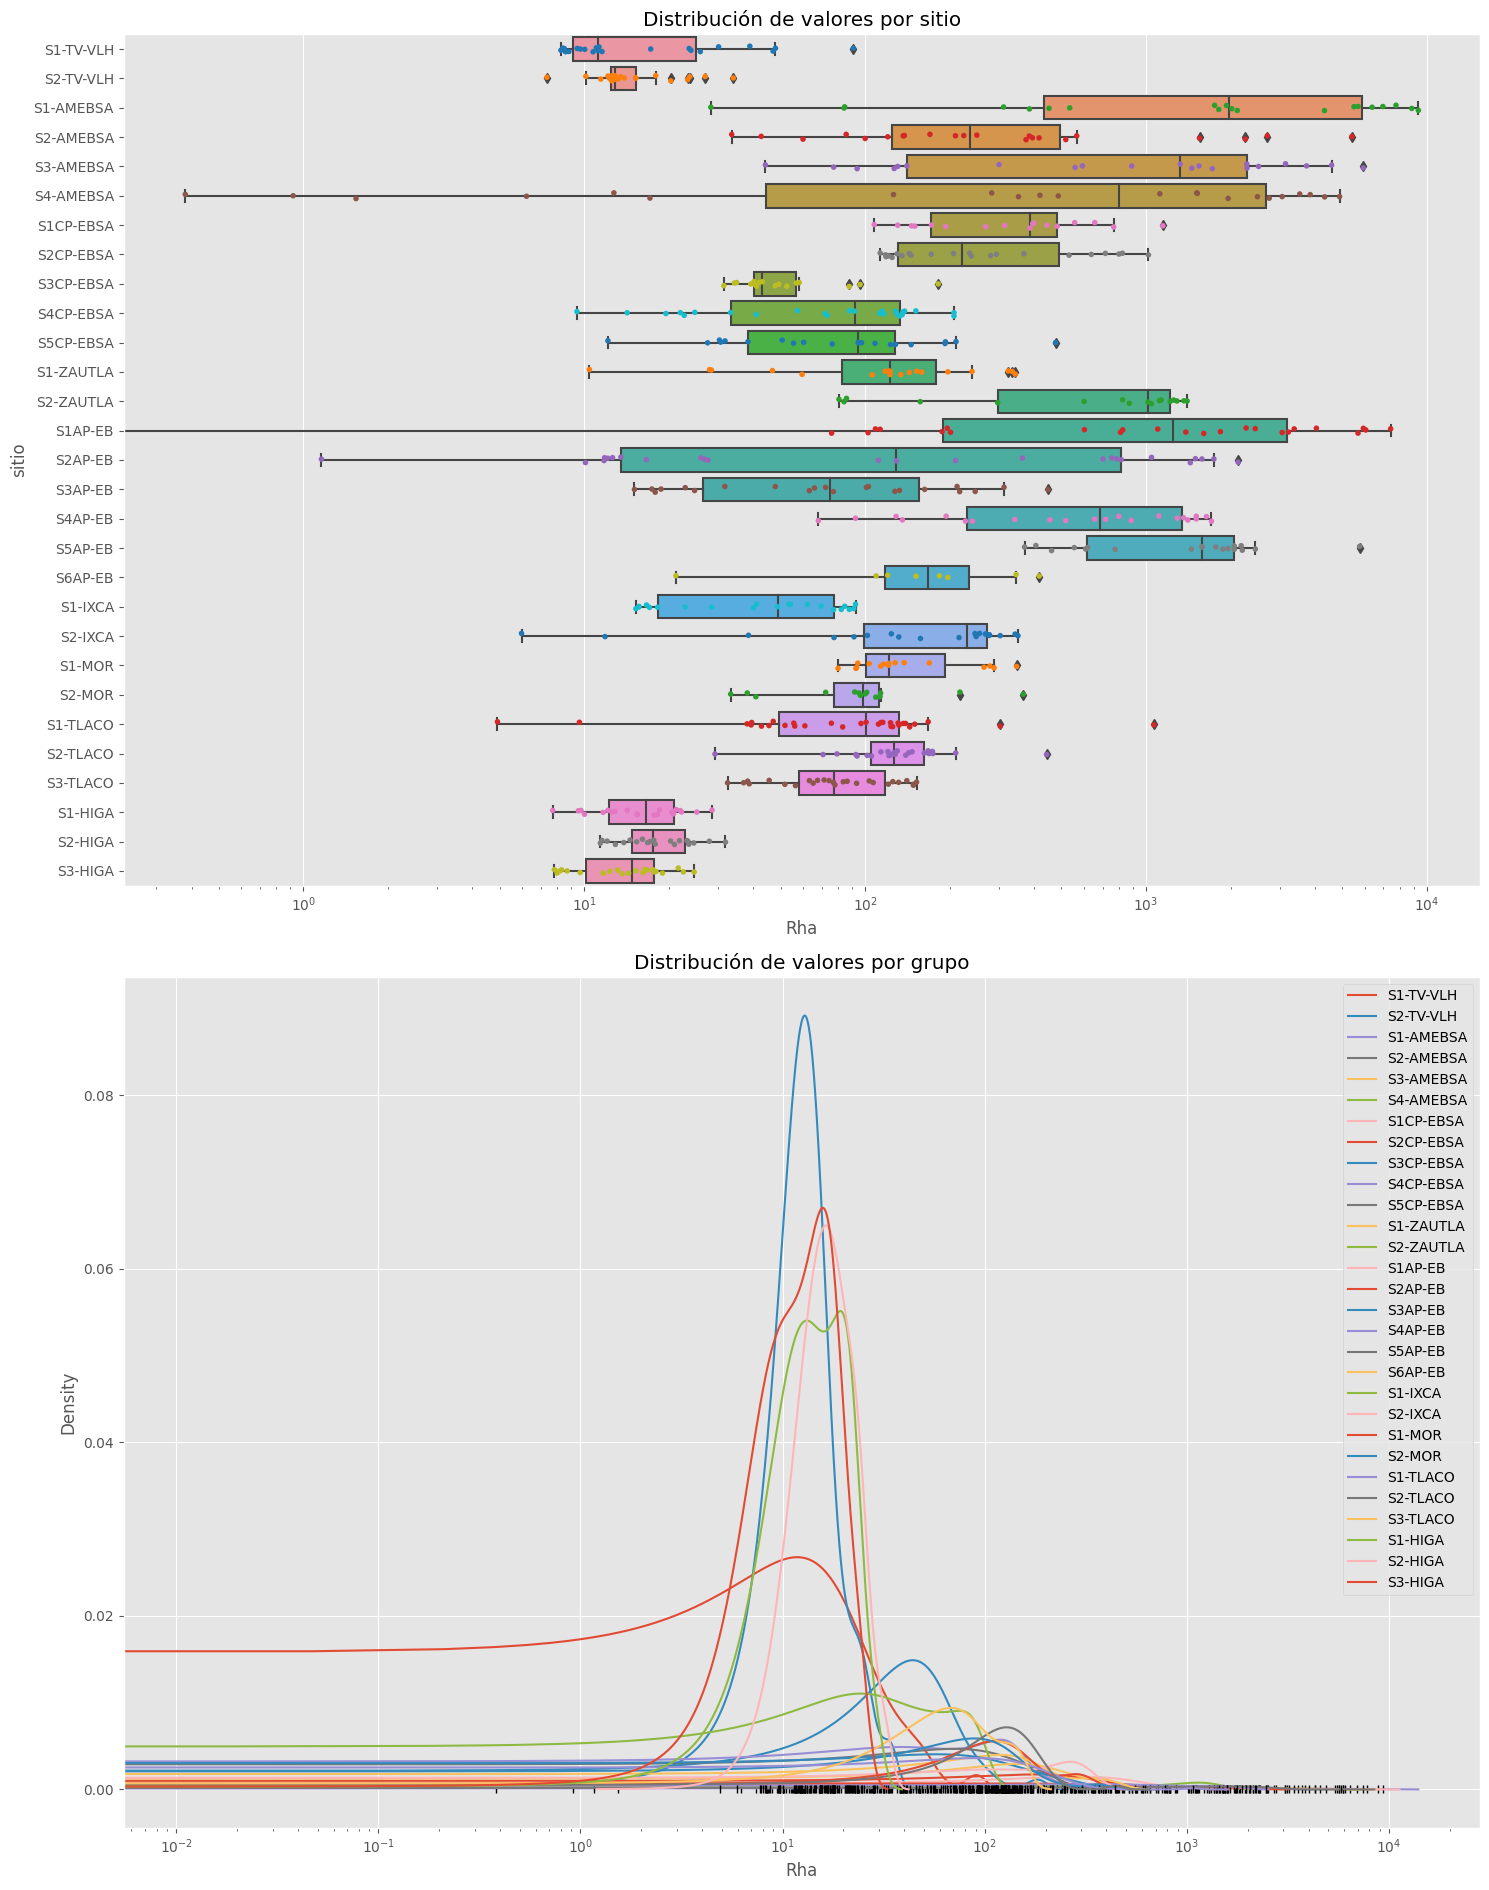 Distribución de valores por sitio
S1-TV-VLH
S2-TV-VLH
S1-AMEBSA
S2-AMEBSA
S3-AMEBSA
S4-AMEBSA
S1CP-EBSA
S2CP-EBSA
S3CP-EBSA
S4CP-EBSA
S5CP-EBSA
S1-ZAUTLA
S2-ZAUTLA
S1AP-EB
S2AP-EB
S3AP-EB
S4AP-EB
S5AP-EB
S6AP-EB
S1-IXCA
S2-IXCA
S1-MOR
S2-MOR
S1-TLACO
S2-TLACO
S3-TLACO
S1-HIGA
S2-HIGA
S3-HIGA
sitio
10⁰ 10¹ 10² 10³ 10⁴
Rha
Distribución de valores por grupo
0.08
0.06
0.04
0.02
0.00
Density
10⁻² 10⁻¹ 10⁰ 10¹ 10² 10³ 10⁴
Rha
S1-TV-VLH
S2-TV-VLH
S1-AMEBSA
S2-AMEBSA
S3-AMEBSA
S4-AMEBSA
S1CP-EBSA
S2CP-EBSA
S3CP-EBSA
S4CP-EBSA
S5CP-EBSA
S1-ZAUTLA
S2-ZAUTLA
S1AP-EB
S2AP-EB
S3AP-EB
S4AP-EB
S5AP-EB
S6AP-EB
S1-IXCA
S2-IXCA
S1-MOR
S2-MOR
S1-TLACO
S2-TLACO
S3-TLACO
S1-HIGA
S2-HIGA
S3-HIGA